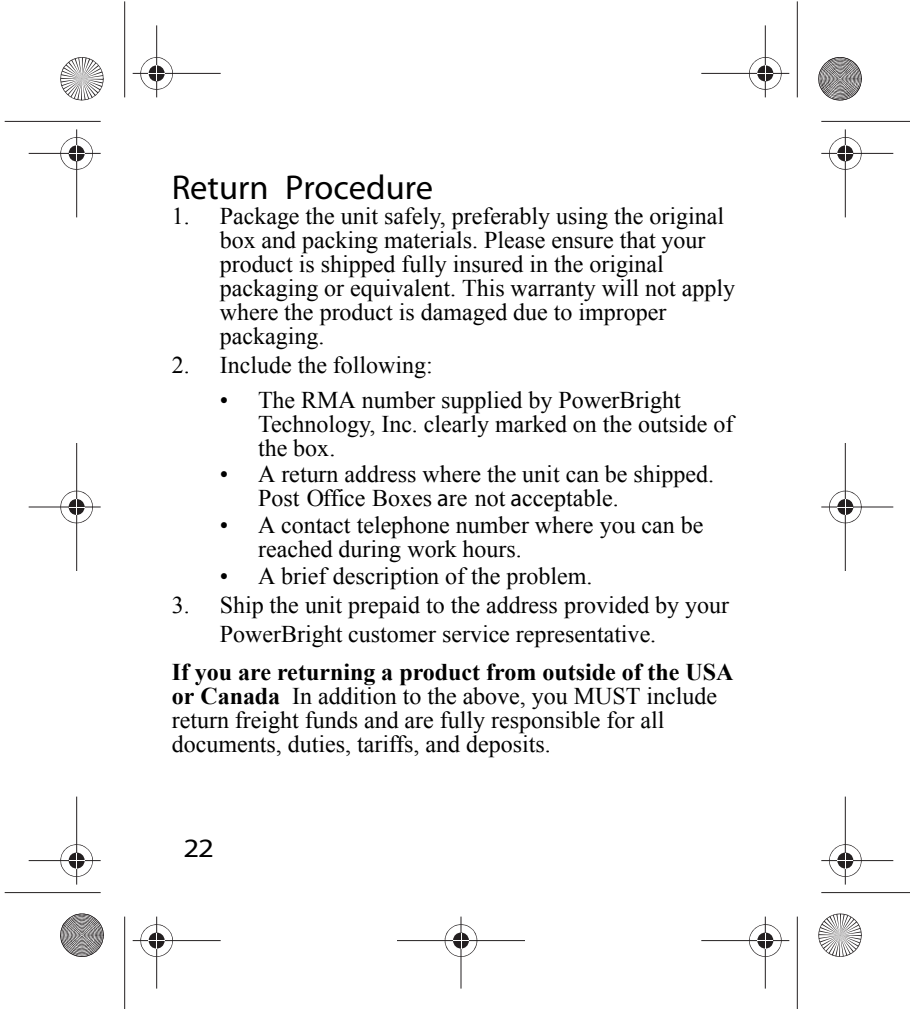 Return Procedure
1. Package the unit safely, preferably using the original
box and packing materials. Please ensure that your
product is shipped fully insured in the original
packaging or equivalent. This warranty will not apply
where the product is damaged due to improper
packaging.
2. Include the following:
• The RMA number supplied by PowerBright
Technology, Inc. clearly marked on the outside of
the box.
• A return address where the unit can be shipped.
Post Office Boxes are not acceptable.
• A contact telephone number where you can be
reached during work hours.
• A brief description of the problem.
3. Ship the unit prepaid to the address provided by your
PowerBright customer service representative.
If you are returning a product from outside of the USA
or Canada In addition to the above, you MUST include
return freight funds and are fully responsible for all
documents, duties, tariffs, and deposits.
22